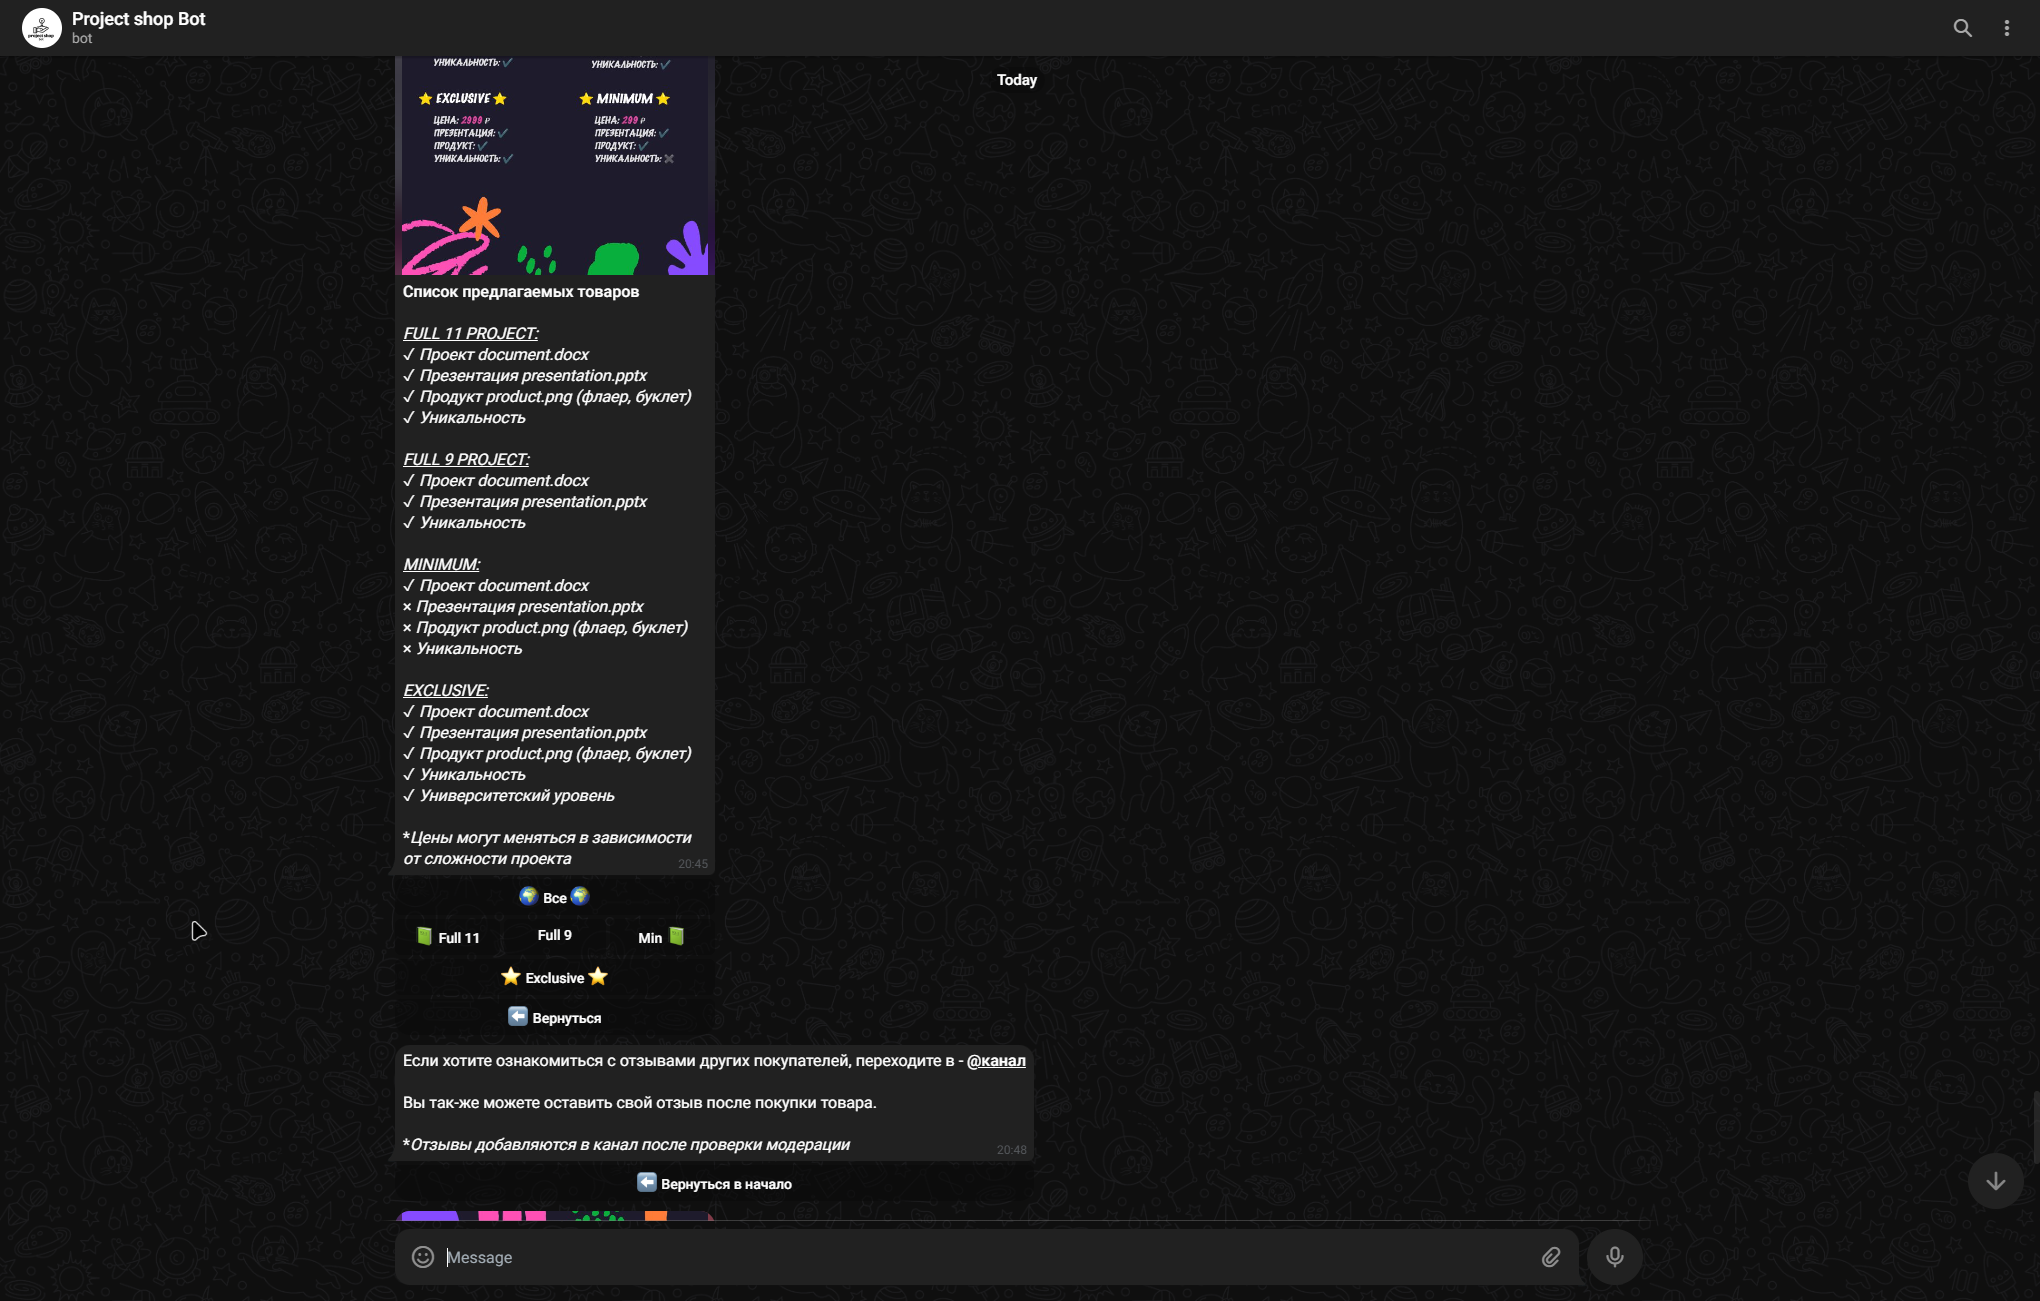 Project shop Bot
bot
Today
УНИКАЛЬНОСТЬ: ✔
УНИКАЛЬНОСТЬ: ✔
⭐ EXCLUSIVE ⭐
ЦЕНА: 2999 ₽
ПРЕЗЕНТАЦИЯ: ✔
ПРОДУКТ: ✔
УНИКАЛЬНОСТЬ: ✔
⭐ MINIMUM ⭐
ЦЕНА: 299 ₽
ПРЕЗЕНТАЦИЯ: ✔
ПРОДУКТ: ✔
УНИКАЛЬНОСТЬ: ✖
Список предлагаемых товаров
FULL 11 PROJECT:
✓ Проект document.docx
✓ Презентация presentation.pptx
✓ Продукт product.png (флаер, буклет)
✓ Уникальность
FULL 9 PROJECT:
✓ Проект document.docx
✓ Презентация presentation.pptx
✓ Уникальность
MINIMUM:
✓ Проект document.docx
× Презентация presentation.pptx
× Продукт product.png (флаер, буклет)
× Уникальность
EXCLUSIVE:
✓ Проект document.docx
✓ Презентация presentation.pptx
✓ Продукт product.png (флаер, буклет)
✓ Уникальность
✓ Университетский уровень
*Цены могут меняться в зависимости
от сложности проекта
20:45
🌍 Все 🌍
📗 Full 11
Full 9
Min 📗
⭐ Exclusive ⭐
⬅ Вернуться
Если хотите ознакомиться с отзывами других покупателей, переходите в - @канал
Вы так-же можете оставить свой отзыв после покупки товара.
*Отзывы добавляются в канал после проверки модерации
20:48
⬅ Вернуться в начало
Message